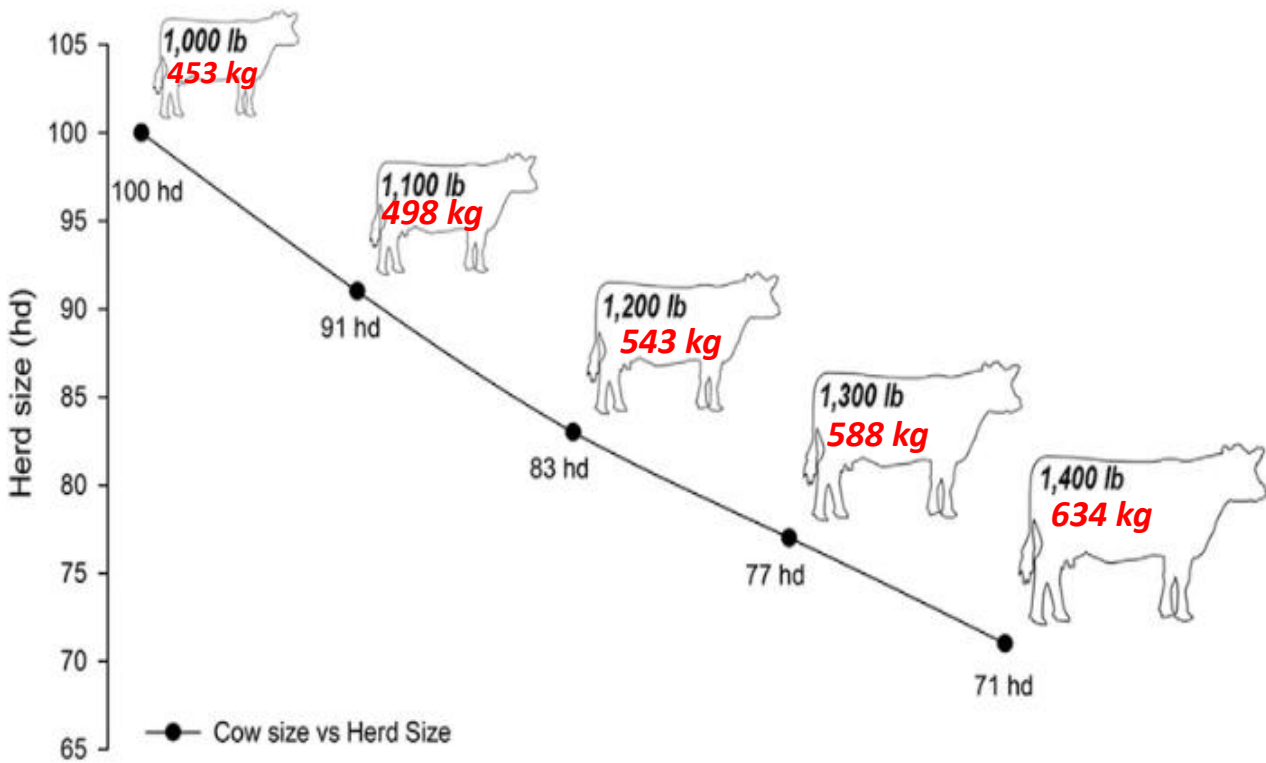 Herd size (hd)
105
100
95
90
85
80
75
70
65
1,000 lb
453 kg
100 hd
1,100 lb
498 kg
91 hd
1,200 lb
543 kg
83 hd
1,300 lb
588 kg
77 hd
1,400 lb
634 kg
71 hd
Cow size vs Herd Size